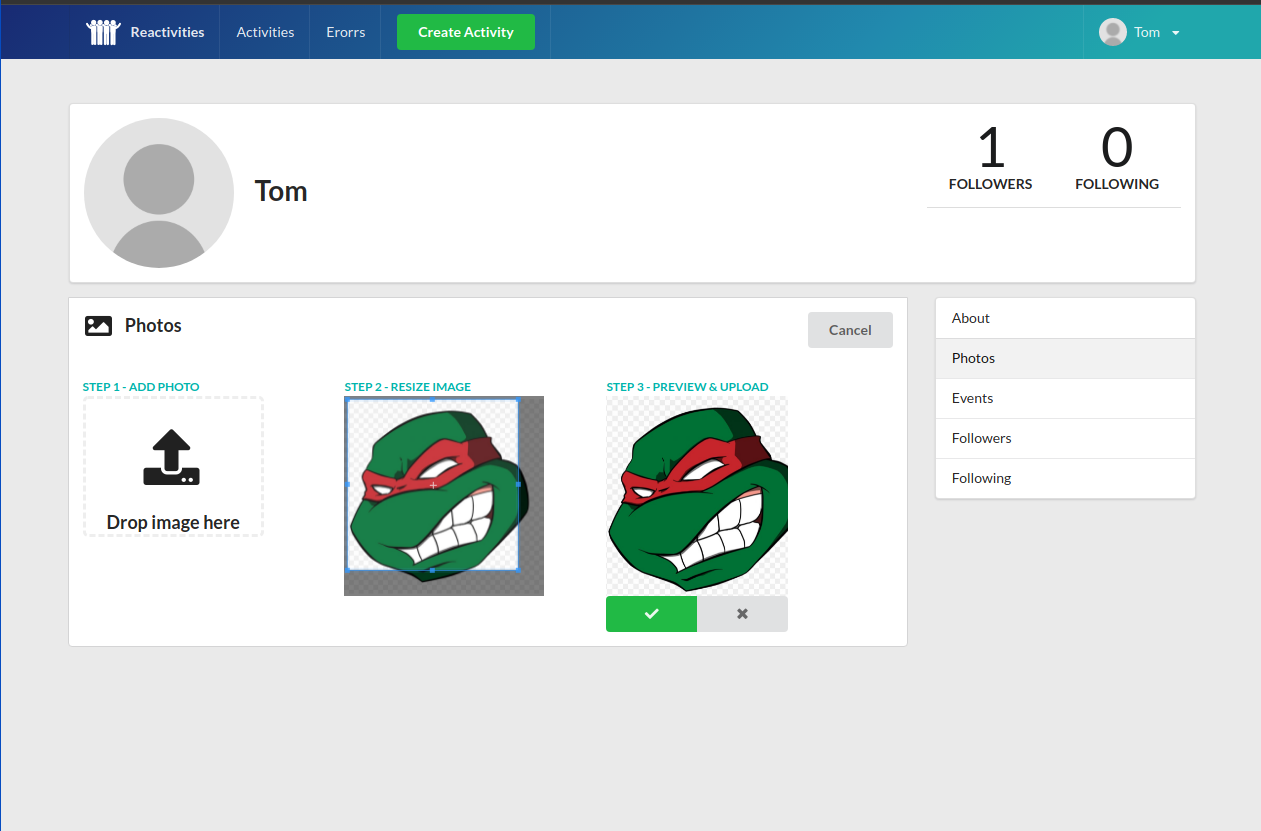 Reactivities
Activities
Erorrs
Create Activity
Tom
Tom
1
FOLLOWERS
0
FOLLOWING
Photos
Cancel
STEP 1 - ADD PHOTO
Drop image here
STEP 2 - RESIZE IMAGE
STEP 3 - PREVIEW & UPLOAD
About
Photos
Events
Followers
Following